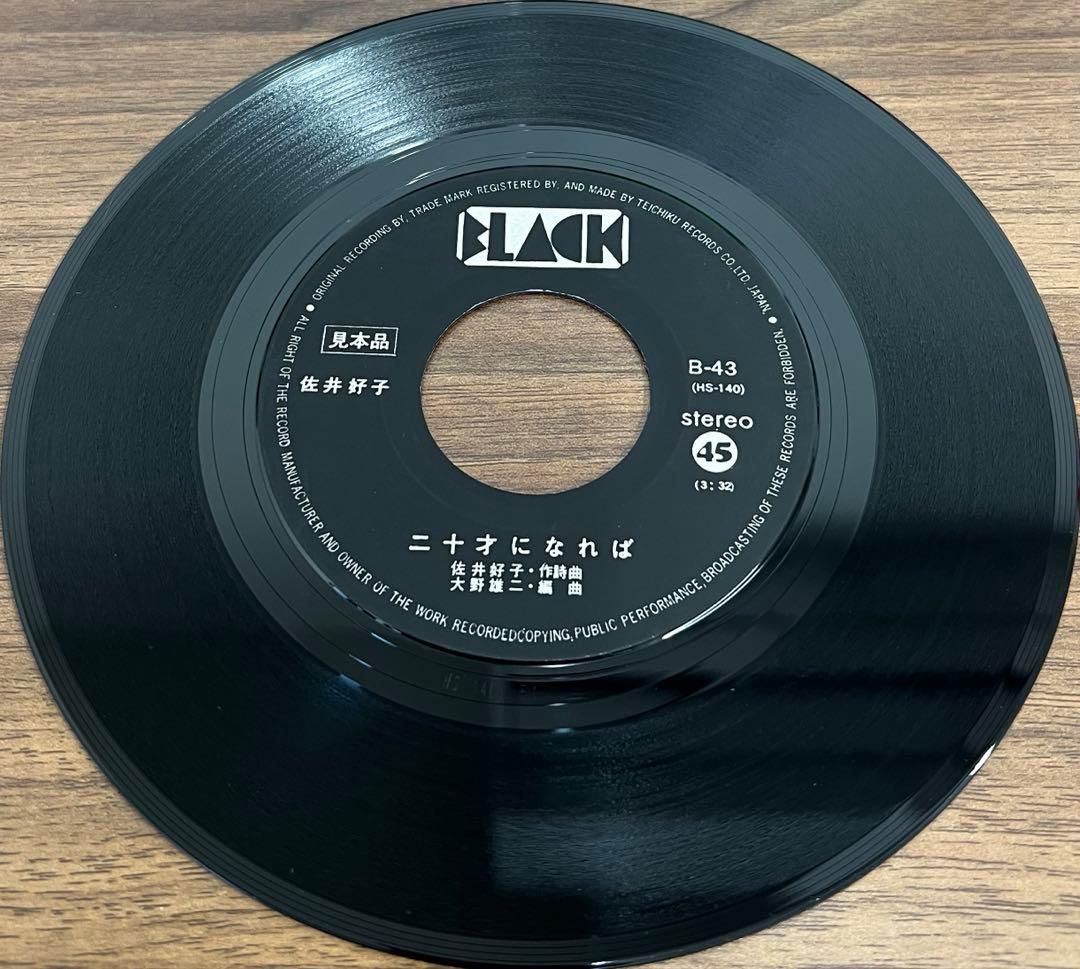 ● ORIGINAL RECORDING BY, TRADE MARK REGISTERED BY, AND MADE BY TEICHIKU RECORDS CO., LTD. JAPAN. ●
BLACK
見本品
佐井好子
B-43
(HS-140)
stereo
45
(3:32)
二十才になれば
佐井好子・作詩曲
大野雄二・編曲
ALL RIGHT OF THE RECORD MANUFACTURER AND OWNER OF THE WORK RECORDEDCOPYING, PUBLIC PERFORMANCE, BROADCASTING OF THESE RECORDS ARE FORBIDDEN.